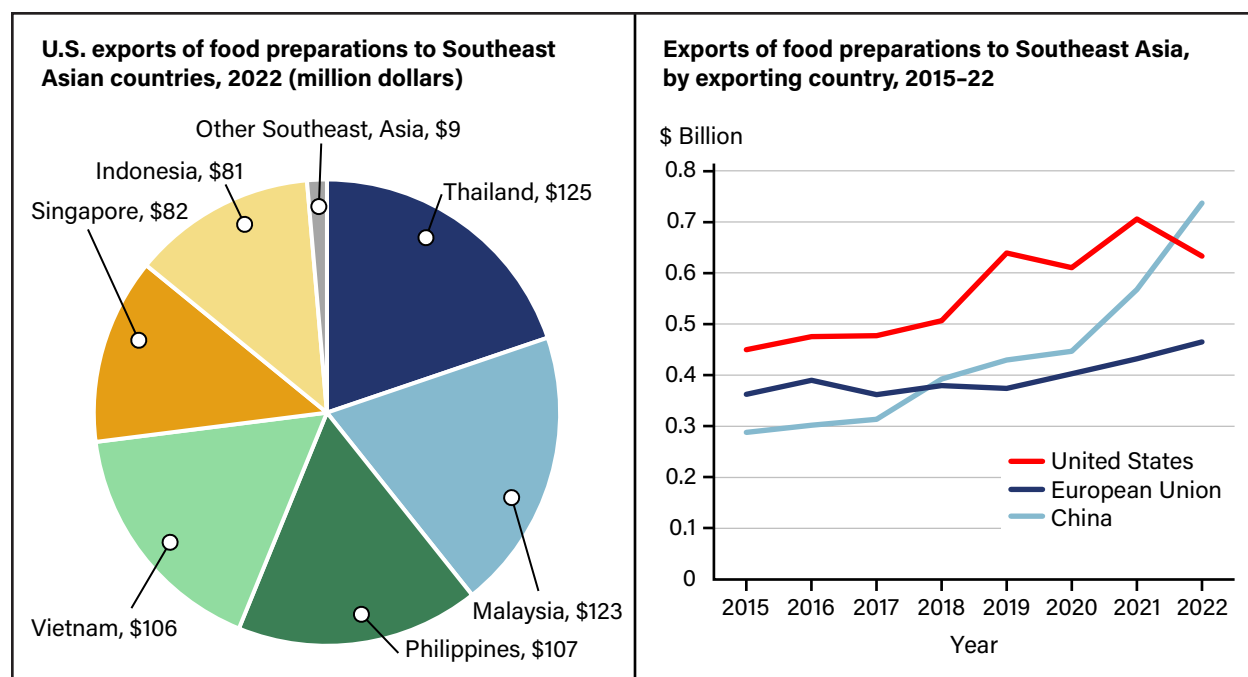 U.S. exports of food preparations to Southeast
Asian countries, 2022 (million dollars)
Other Southeast, Asia, $9
Indonesia, $81
Thailand, $125
Singapore, $82
Malaysia, $123
Vietnam, $106
Philippines, $107
Exports of food preparations to Southeast Asia,
by exporting country, 2015–22
$ Billion
0.8
0.7
0.6
0.5
0.4
0.3
0.2
0.1
0
United States
European Union
China
2015 2016 2017 2018 2019 2020 2021 2022
Year